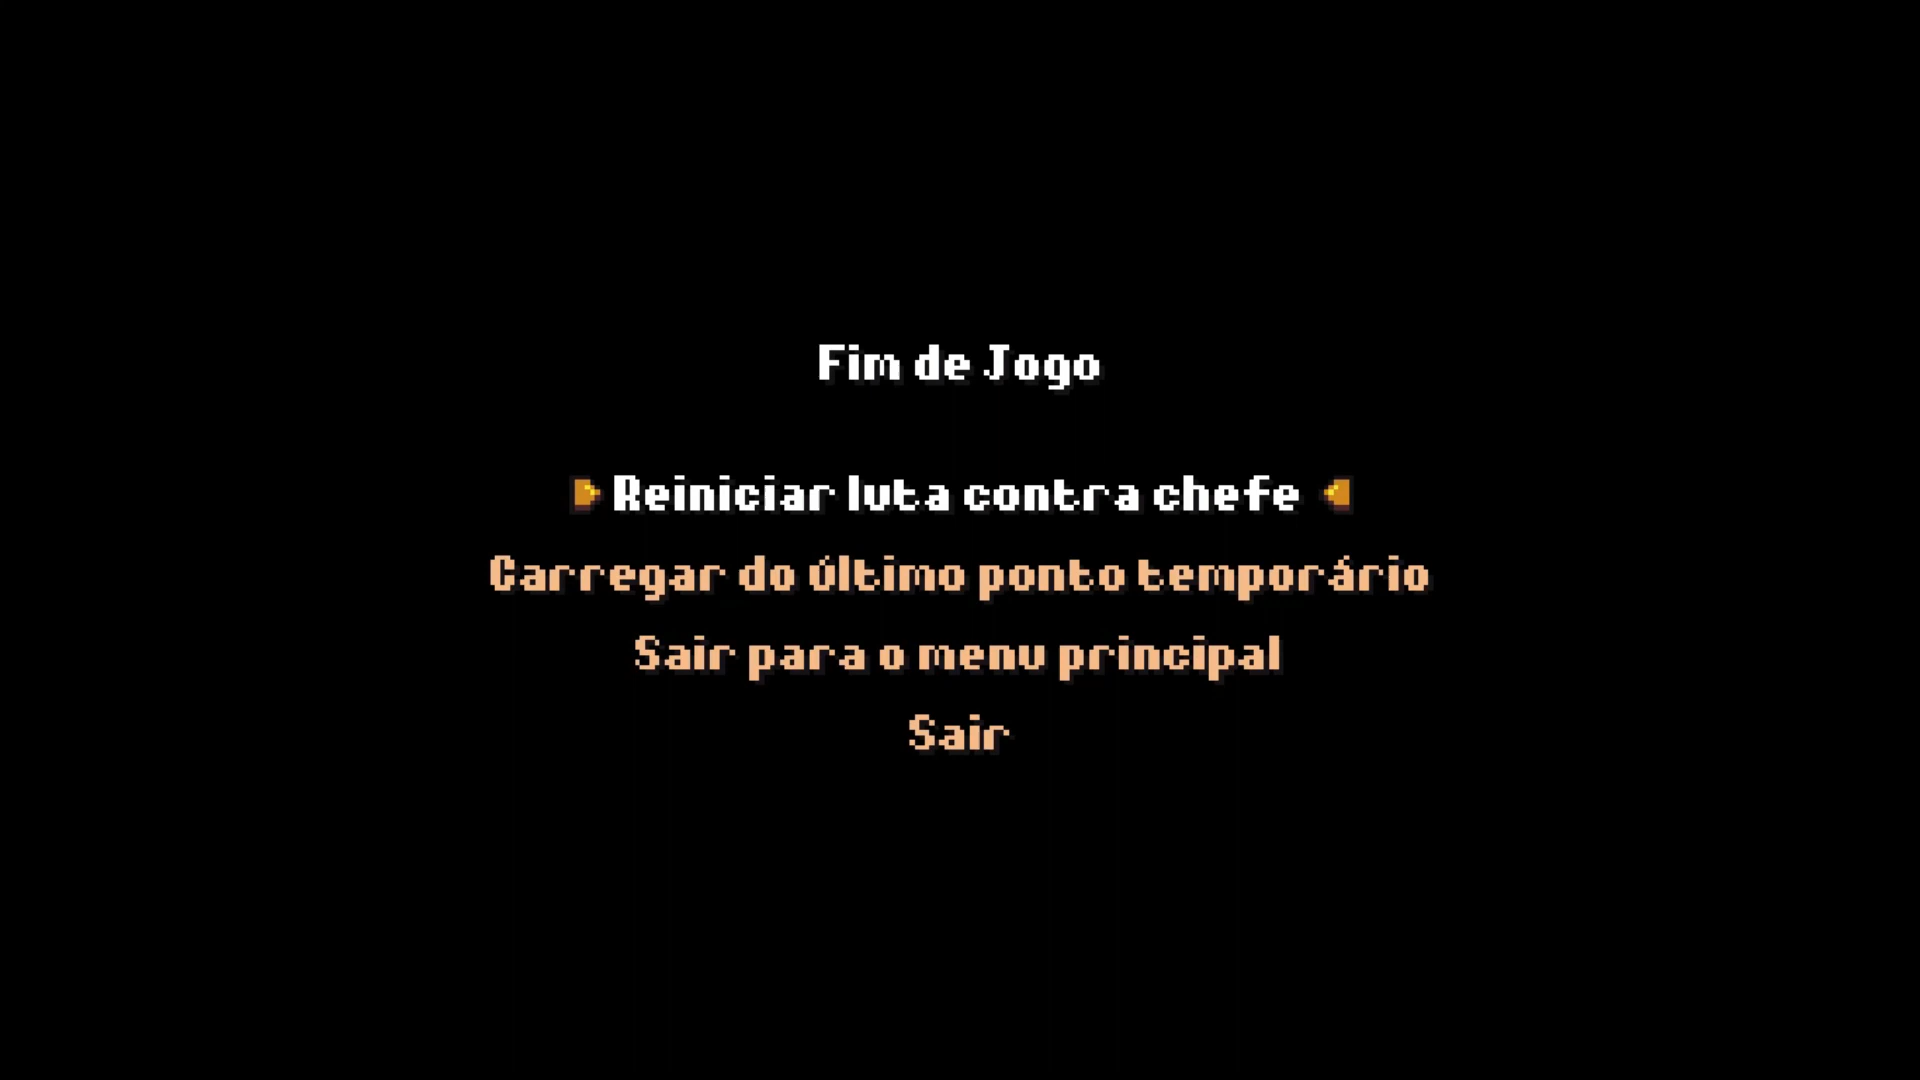 Fim de Jogo
Reiniciar luta contra chefe
Carregar do último ponto temporário
Sair para o menu principal
Sair